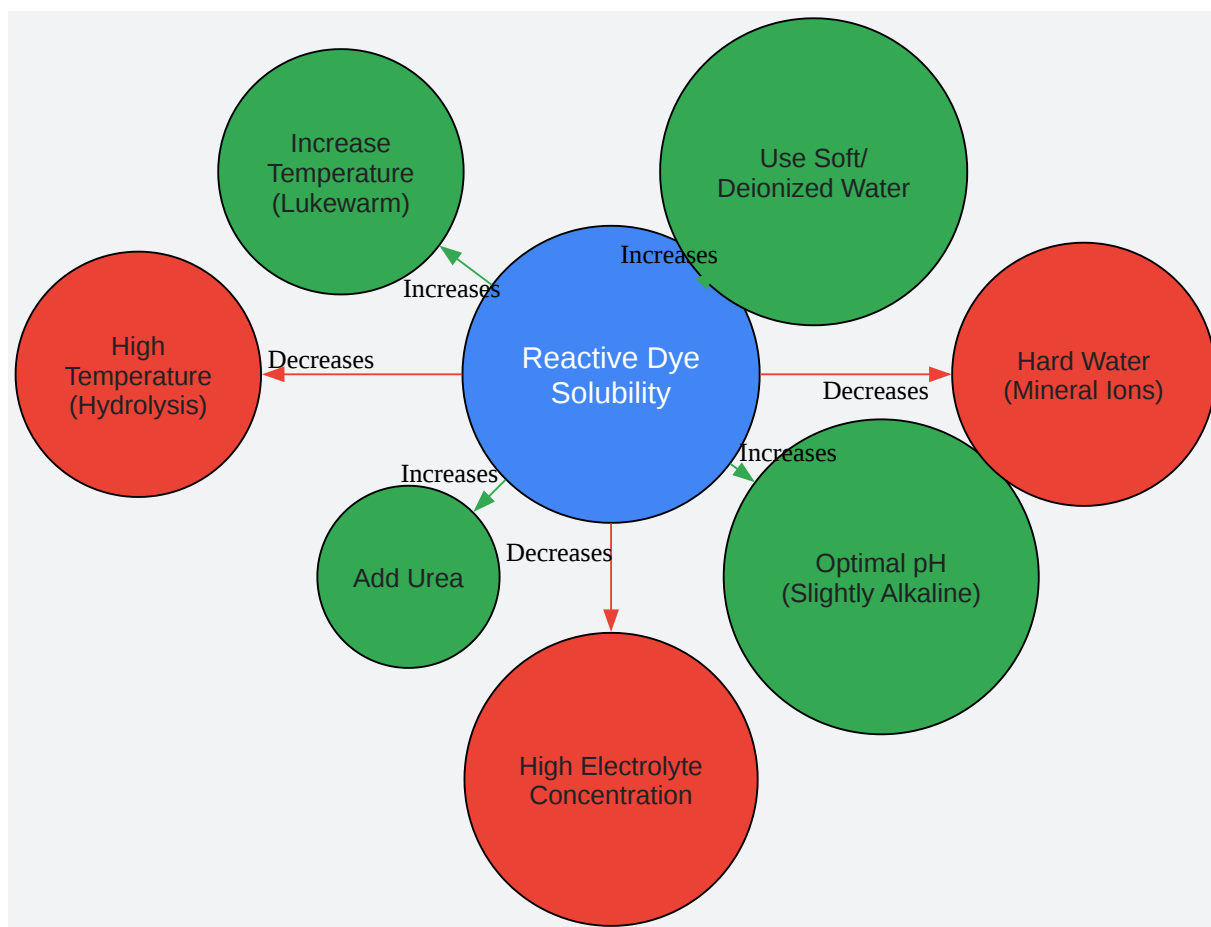 Increase
Temperature
(Lukewarm)
Use Soft/
Deionized Water
Increases
Increases
High
Temperature
(Hydrolysis)
Decreases
Reactive Dye
Solubility
Decreases
Hard Water
(Mineral Ions)
Increases
Increases
Add Urea
Decreases
Optimal pH
(Slightly Alkaline)
High Electrolyte
Concentration